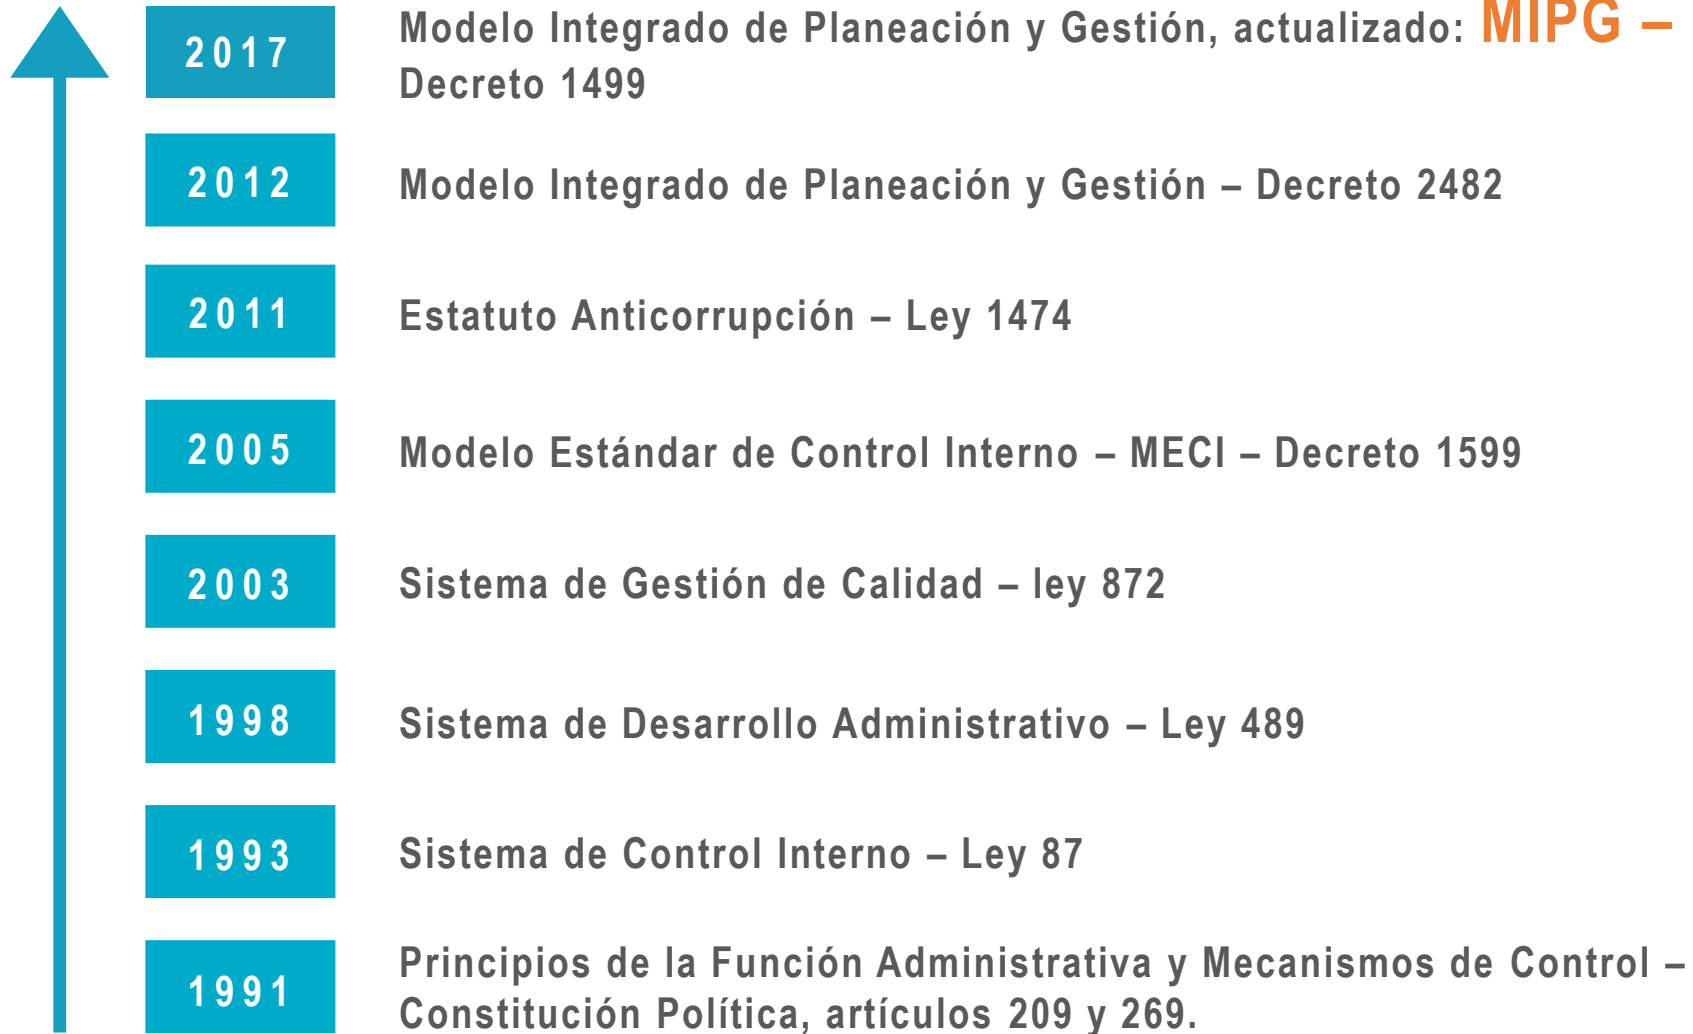 2017
Modelo Integrado de Planeación y Gestión, actualizado: MIPG –
Decreto 1499
2012
Modelo Integrado de Planeación y Gestión – Decreto 2482
2011
Estatuto Anticorrupción – Ley 1474
2005
Modelo Estándar de Control Interno – MECI – Decreto 1599
2003
Sistema de Gestión de Calidad – ley 872
1998
Sistema de Desarrollo Administrativo – Ley 489
1993
Sistema de Control Interno – Ley 87
1991
Principios de la Función Administrativa y Mecanismos de Control –
Constitución Política, artículos 209 y 269.